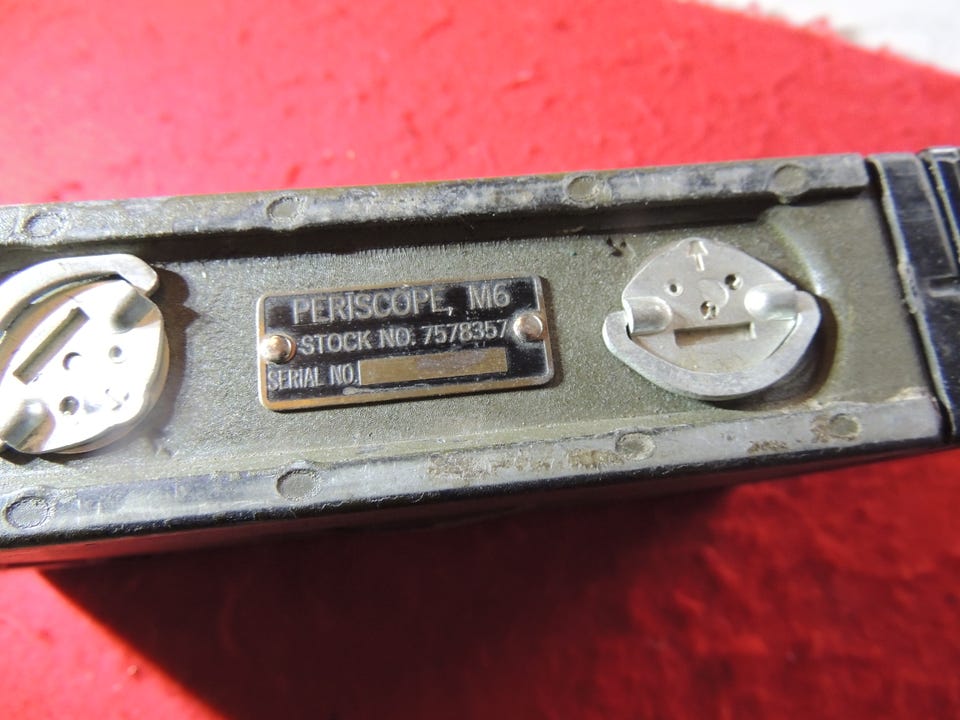 PERISCOPE, M6
STOCK NO. 7578357
SERIAL NO.